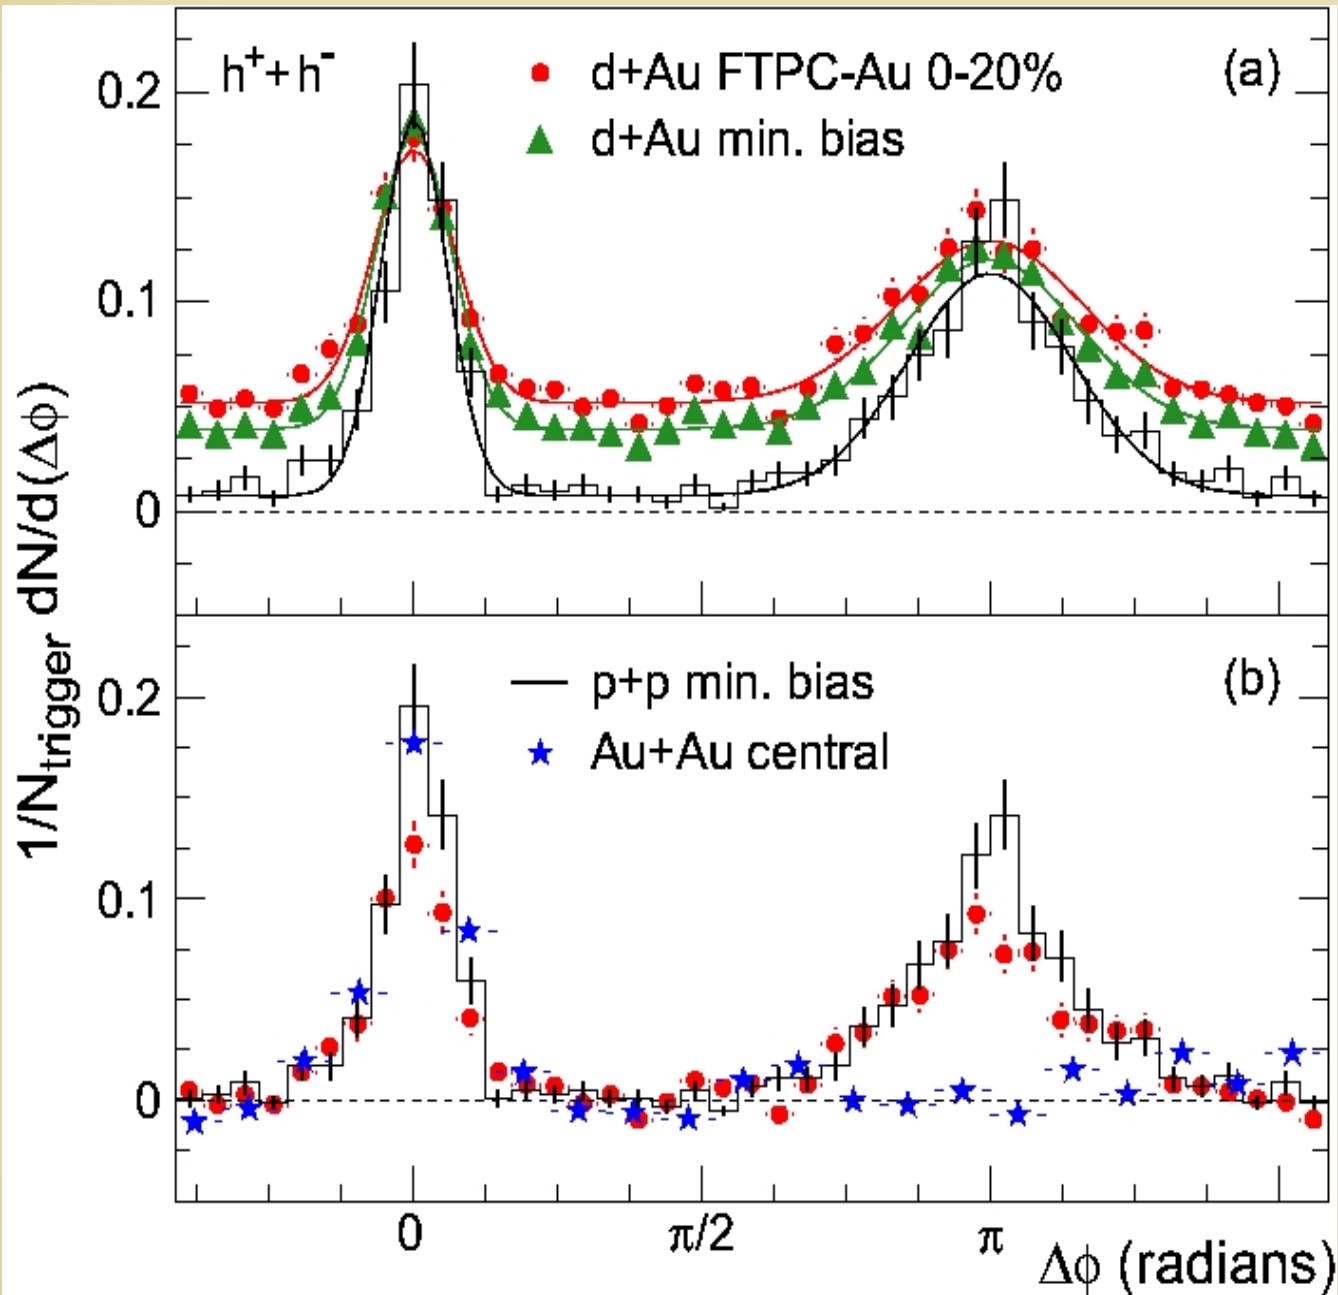 h⁺+h⁻
d+Au FTPC-Au 0-20%
(a)
d+Au min. bias
0.2
0.1
0
1/N_trigger dN/d(Δϕ)
p+p min. bias
(b)
Au+Au central
0.2
0.1
0
0
π/2
π
Δϕ (radians)